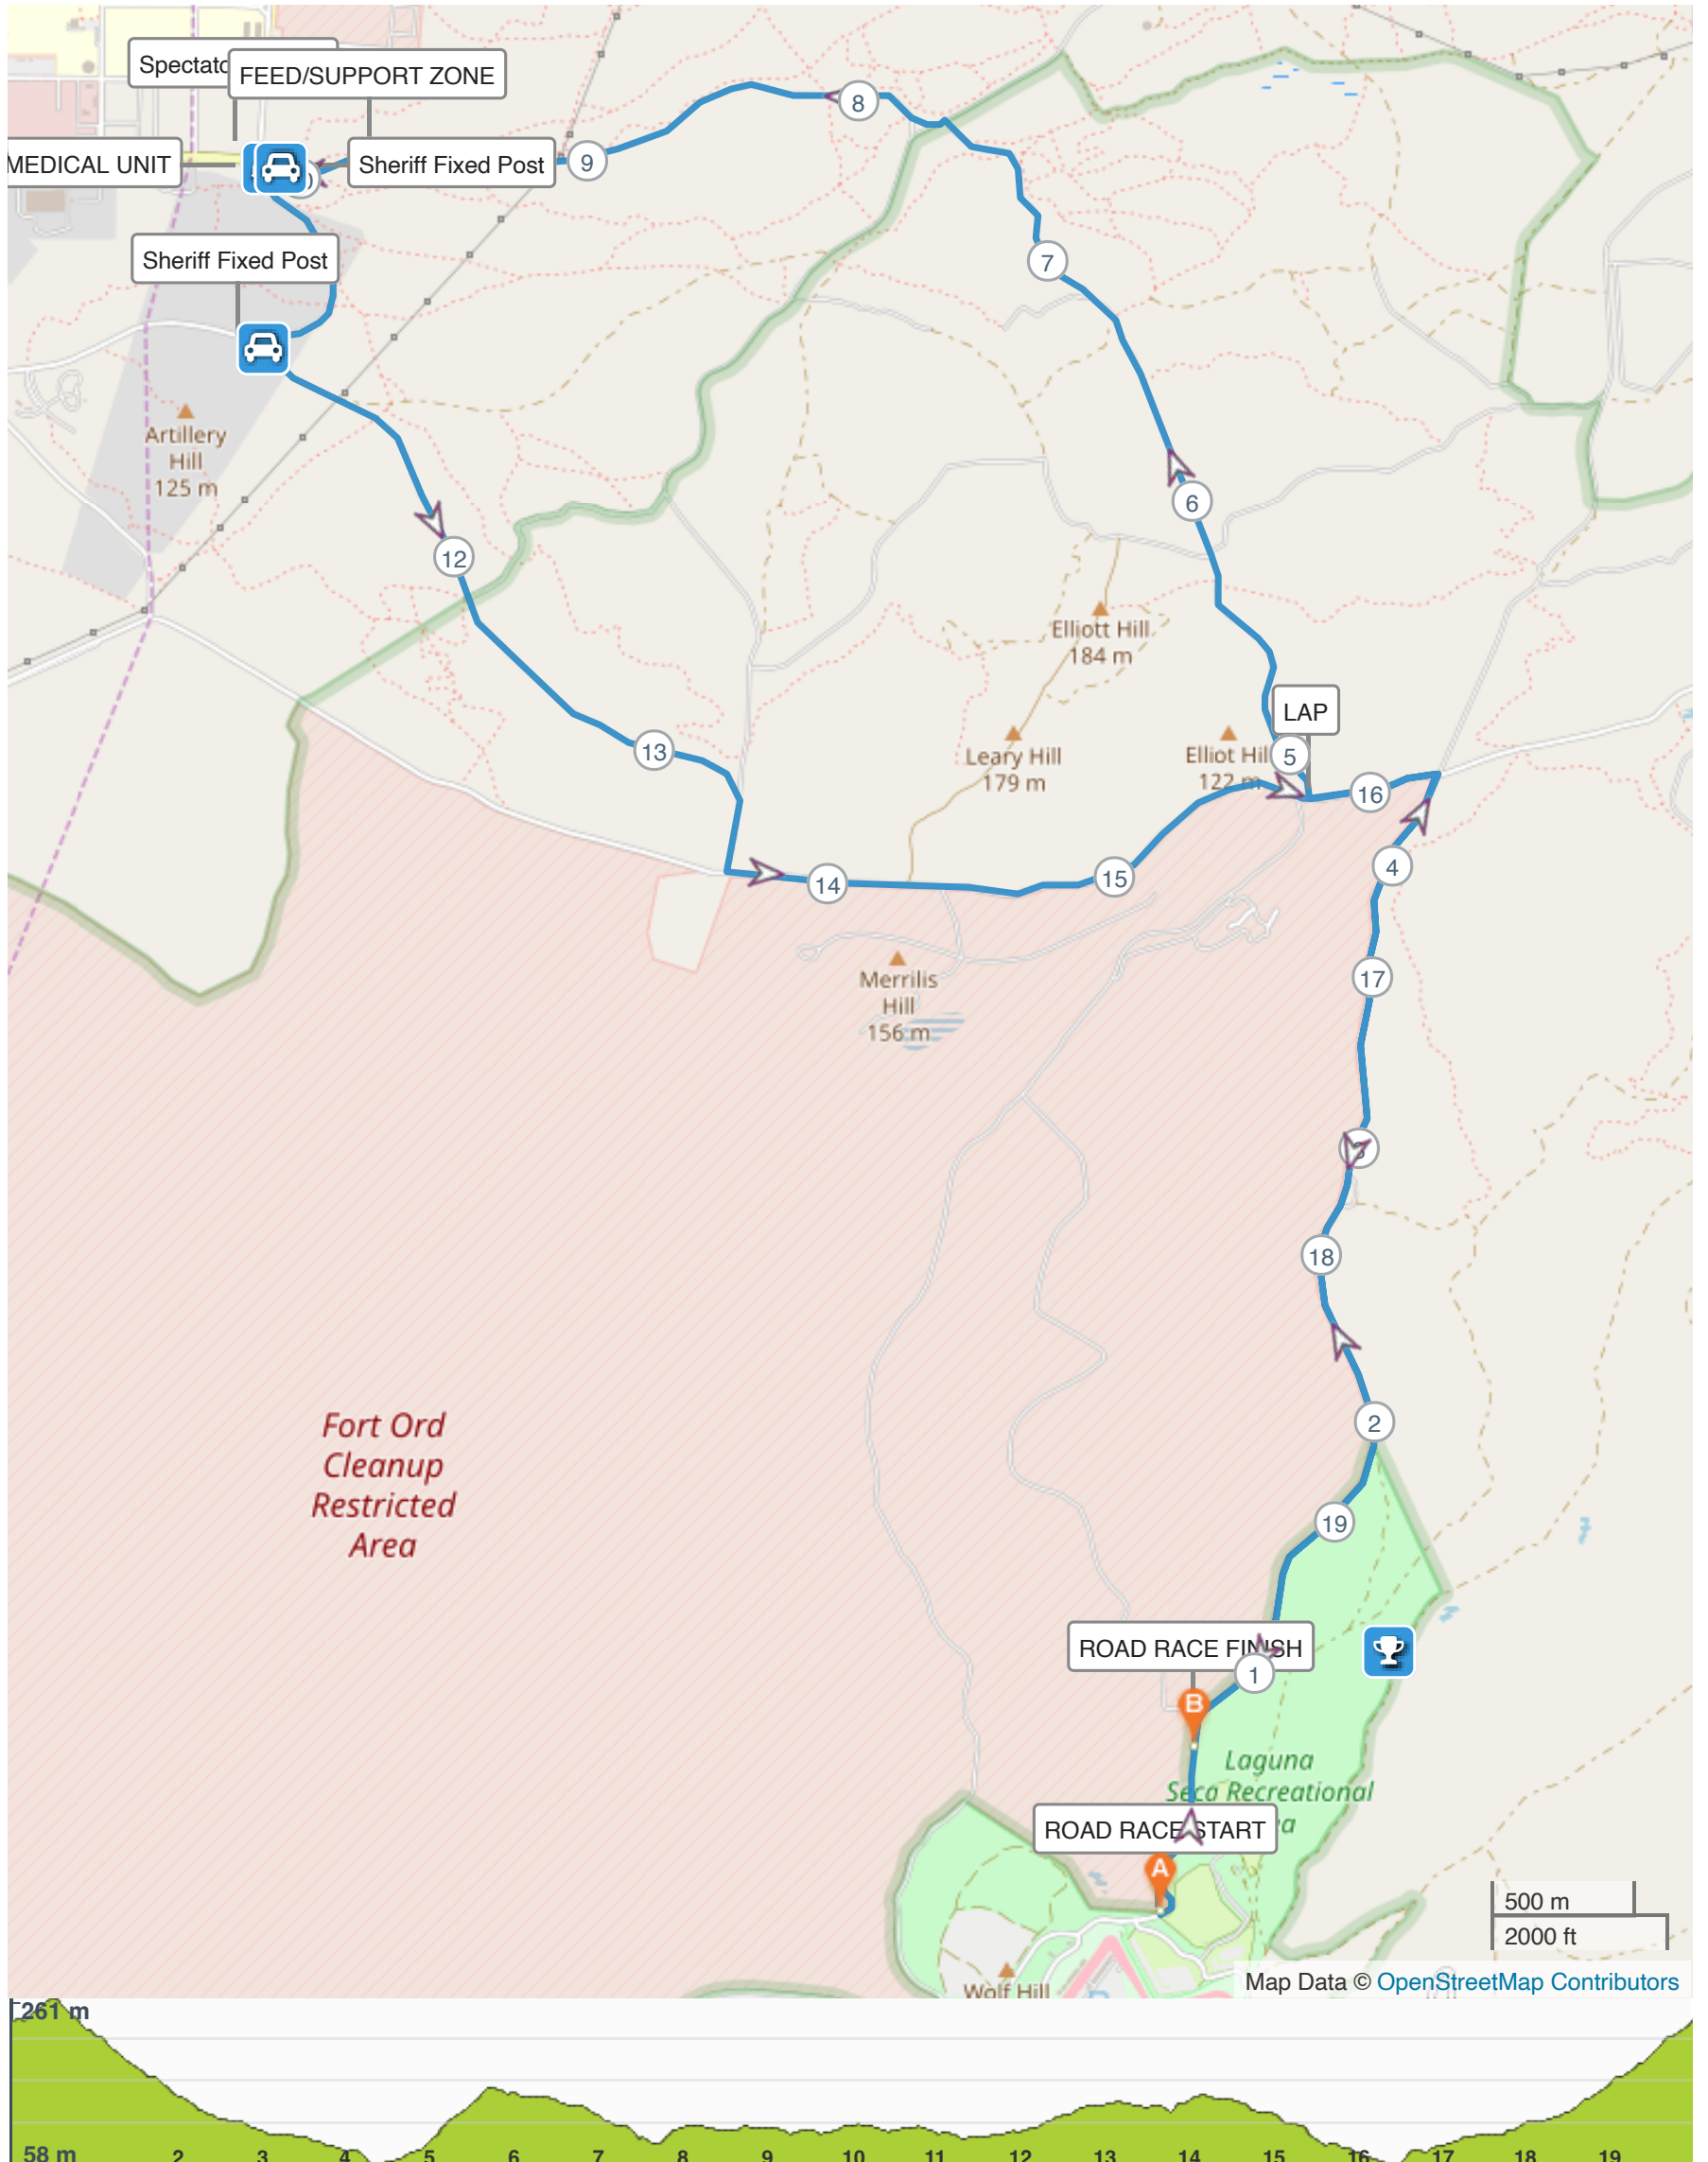 Spectato
FEED/SUPPORT ZONE
8
MEDICAL UNIT
Sheriff Fixed Post
9
Sheriff Fixed Post
7
Artillery
Hill
125 m
6
12
Elliott Hill
184 m
LAP
13
Leary Hill
179 m
Elliot Hil
122 m
5
16
4
14
15
17
Merrilis
Hill
156 m
18
2
Fort Ord
Cleanup
Restricted
Area
19
ROAD RACE FINISH
1
B
Laguna
Seca Recreational
a
ROAD RACE START
A
500 m
2000 ft
Wolf Hill
Map Data © OpenStreetMap Contributors
261 m
58 m 2 3 4 5 6 7 8 9 10 11 12 13 14 15 16 17 18 19